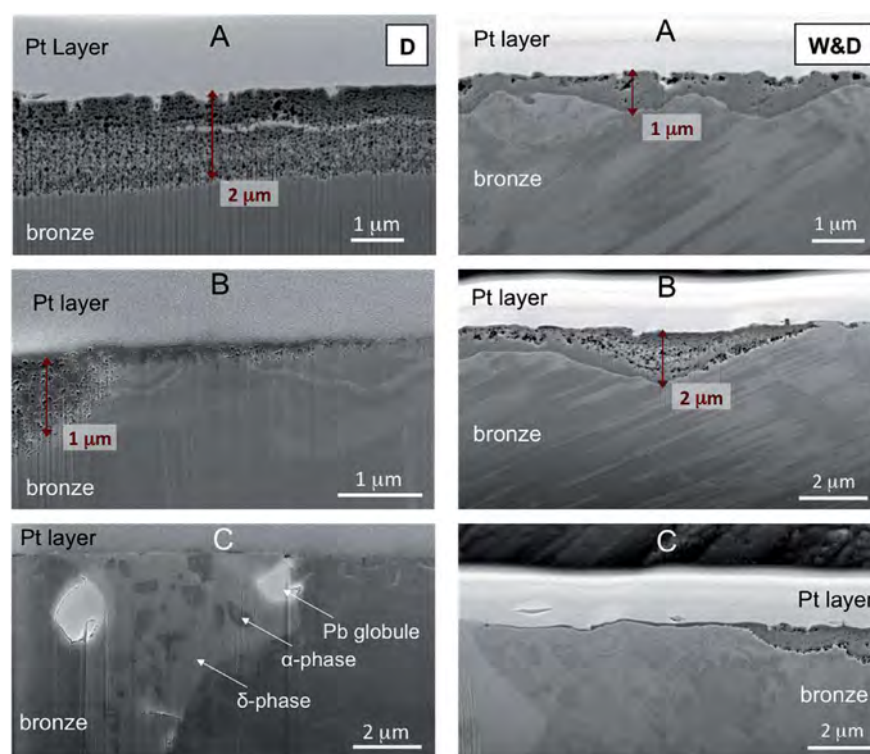 Pt Layer
A
D
2 μm
bronze
1 μm
A
W&D
1 μm
bronze
1 μm
Pt layer
B
1 μm
bronze
1 μm
Pt layer
B
2 μm
bronze
2 μm
Pt layer
C
Pb globule
α-phase
δ-phase
bronze
2 μm
C
Pt layer
bronze
2 μm